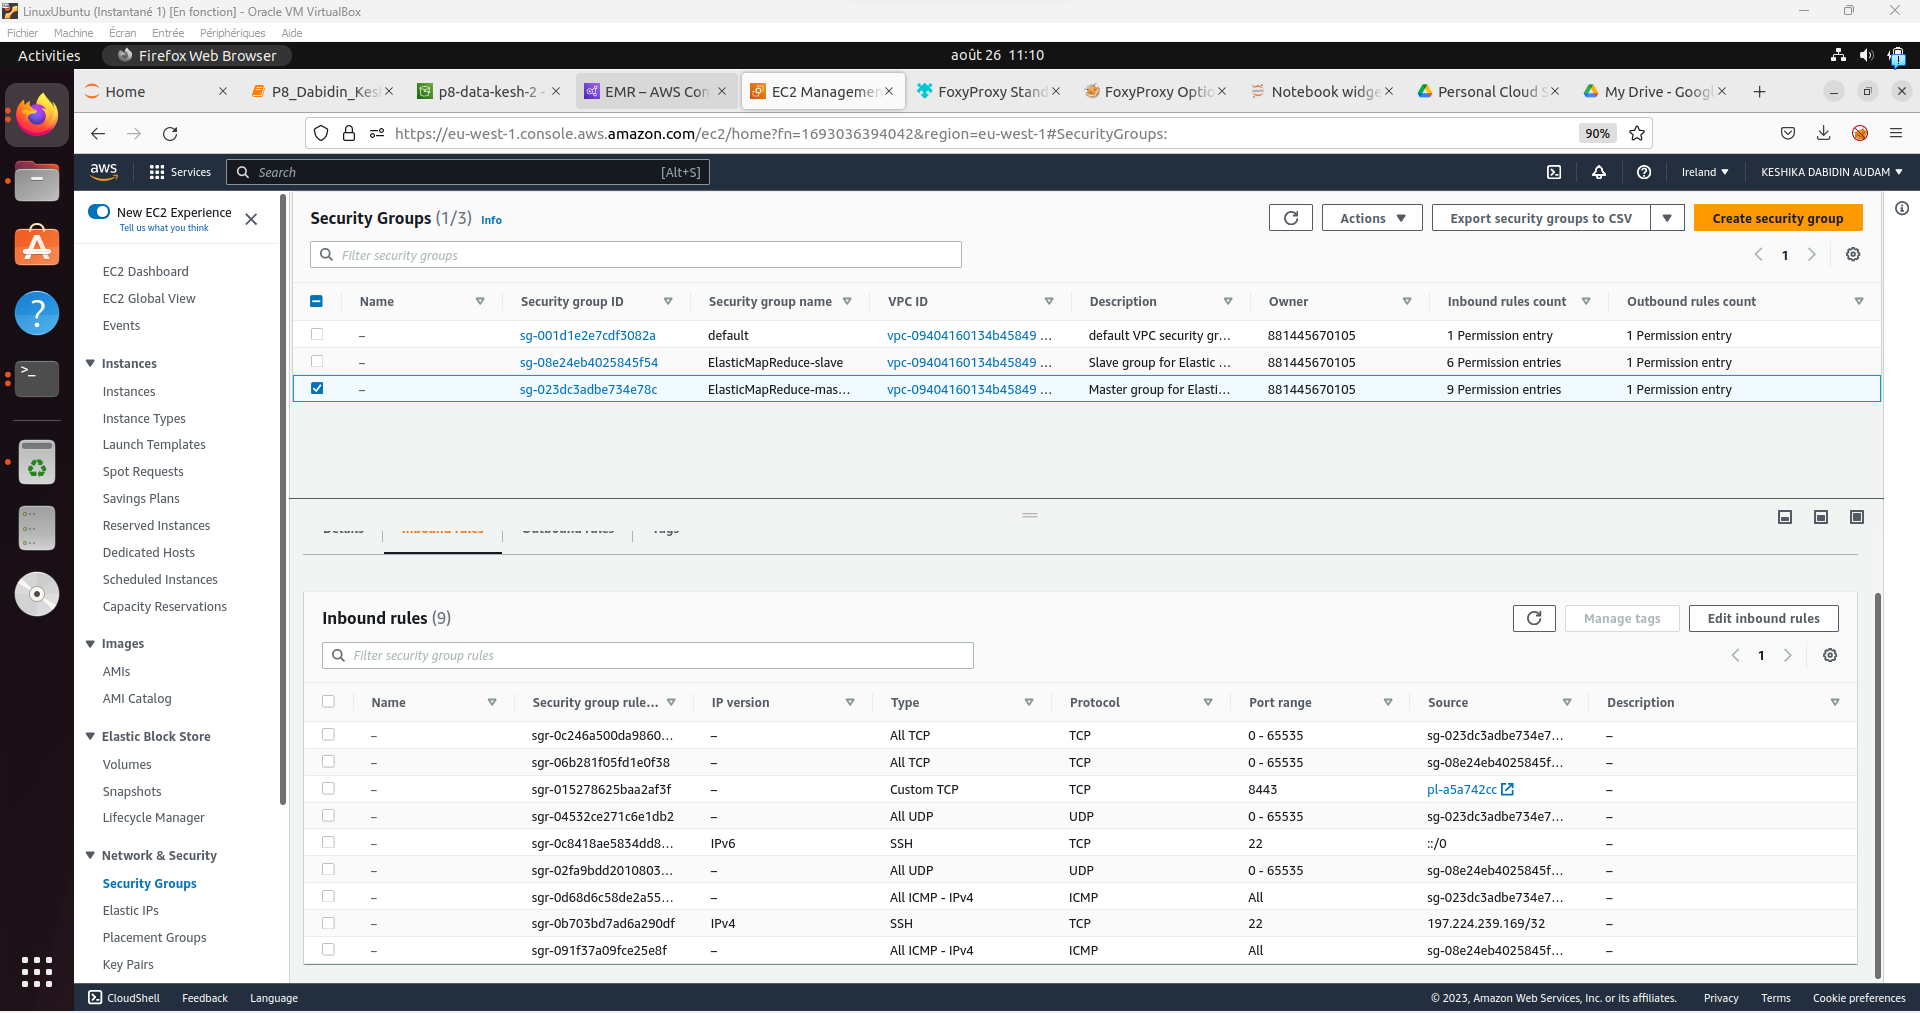 LinuxUbuntu (Instantané 1) [En fonction] - Oracle VM VirtualBox
Fichier Machine Écran Entrée Périphériques Aide
Activities Firefox Web Browser août 26 11:10
Home P8_Dabidin_Kesh p8-data-kesh-2 - EMR – AWS Con EC2 Managemen FoxyProxy Stand FoxyProxy Optio Notebook widge Personal Cloud S My Drive - Googl
https://eu-west-1.console.aws.amazon.com/ec2/home?fn=1693036394042&region=eu-west-1#SecurityGroups: 90%
aws Services Search [Alt+S] Ireland KESHIKA DABIDIN AUDAM
New EC2 Experience
Tell us what you think
EC2 Dashboard
EC2 Global View
Events
Instances
Instances
Instance Types
Launch Templates
Spot Requests
Savings Plans
Reserved Instances
Dedicated Hosts
Scheduled Instances
Capacity Reservations
Images
AMIs
AMI Catalog
Elastic Block Store
Volumes
Snapshots
Lifecycle Manager
Network & Security
Security Groups
Elastic IPs
Placement Groups
Key Pairs
Security Groups (1/3) Info Actions Export security groups to CSV Create security group
Filter security groups 1
Name Security group ID Security group name VPC ID Description Owner Inbound rules count Outbound rules count
– sg-001d1e2e7cdf3082a default vpc-09404160134b45849 ... default VPC security gr... 881445670105 1 Permission entry 1 Permission entry
– sg-08e24eb4025845f54 ElasticMapReduce-slave vpc-09404160134b45849 ... Slave group for Elastic ... 881445670105 6 Permission entries 1 Permission entry
– sg-023dc3adbe734e78c ElasticMapReduce-mas... vpc-09404160134b45849 ... Master group for Elasti... 881445670105 9 Permission entries 1 Permission entry
Details Inbound rules Outbound rules Tags
Inbound rules (9) Manage tags Edit inbound rules
Filter security group rules 1
Name Security group rule... IP version Type Protocol Port range Source Description
– sgr-0c246a500da9860... – All TCP TCP 0 - 65535 sg-023dc3adbe734e7... –
– sgr-06b281f05fd1e0f38 – All TCP TCP 0 - 65535 sg-08e24eb4025845f... –
– sgr-015278625baa2af3f – Custom TCP TCP 8443 pl-a5a742cc –
– sgr-04532ce271c6e1db2 – All UDP UDP 0 - 65535 sg-023dc3adbe734e7... –
– sgr-0c8418ae5834dd8... IPv6 SSH TCP 22 ::/0 –
– sgr-02fa9bdd2010803... – All UDP UDP 0 - 65535 sg-08e24eb4025845f... –
– sgr-0d68d6c58de2a55... – All ICMP - IPv4 ICMP All sg-023dc3adbe734e7... –
– sgr-0b703bd7ad6a290df IPv4 SSH TCP 22 197.224.239.169/32 –
– sgr-091f37a09fce25e8f – All ICMP - IPv4 ICMP All sg-08e24eb4025845f... –
CloudShell Feedback Language © 2023, Amazon Web Services, Inc. or its affiliates. Privacy Terms Cookie preferences